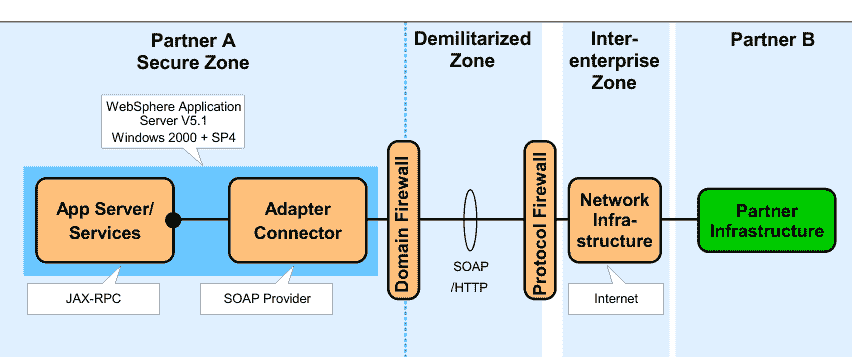 Partner A
Secure Zone
Demilitarized
Zone
Inter-
enterprise
Zone
Partner B
WebSphere Application
Server V5.1
Windows 2000 + SP4
App Server/
Services
Adapter
Connector
Domain Firewall
SOAP
/HTTP
Protocol Firewall
Network
Infra-
structure
Partner
Infrastructure
JAX-RPC
SOAP Provider
Internet